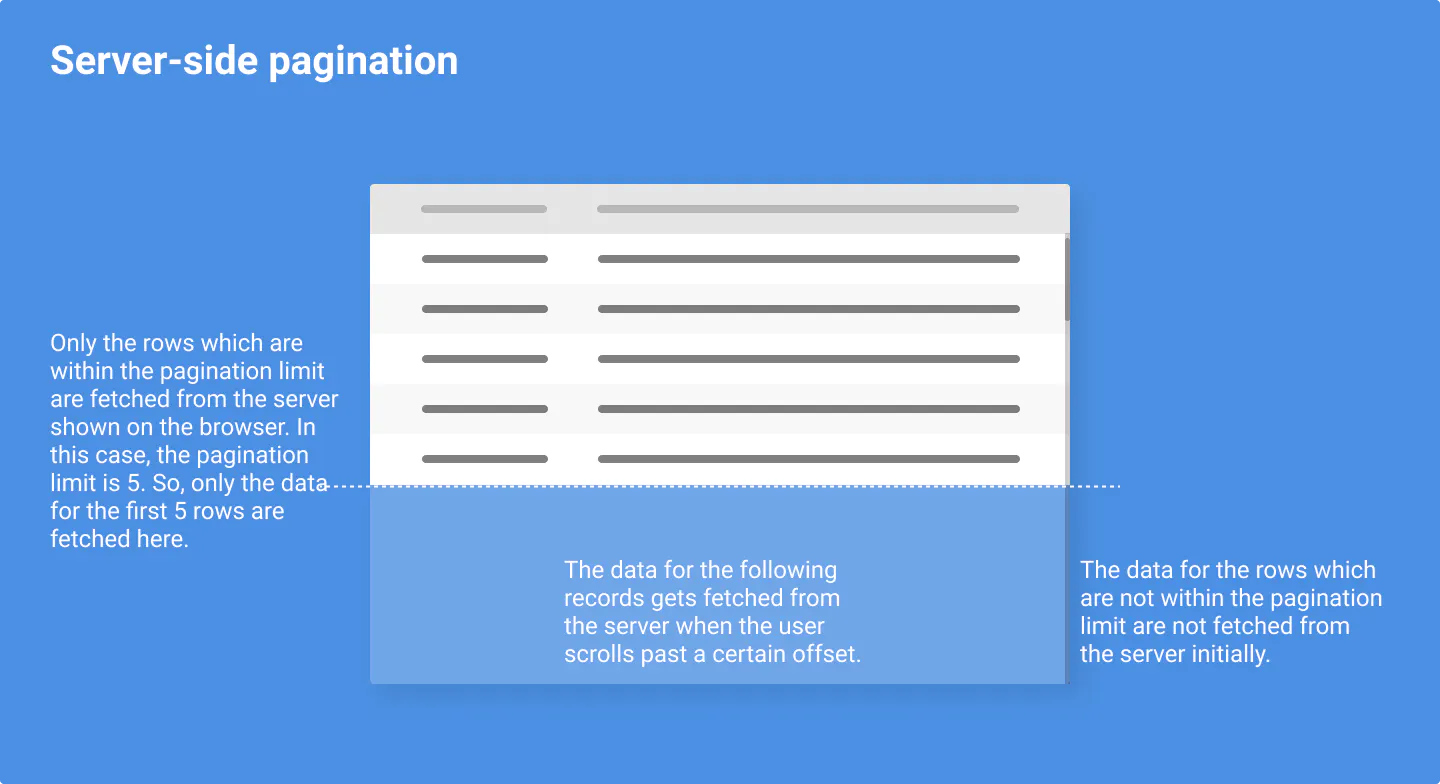 Server-side pagination
Only the rows which are
within the pagination limit
are fetched from the server
shown on the browser. In
this case, the pagination
limit is 5. So, only the data
for the first 5 rows are
fetched here.
The data for the following
records gets fetched from
the server when the user
scrolls past a certain offset.
The data for the rows which
are not within the pagination
limit are not fetched from
the server initially.